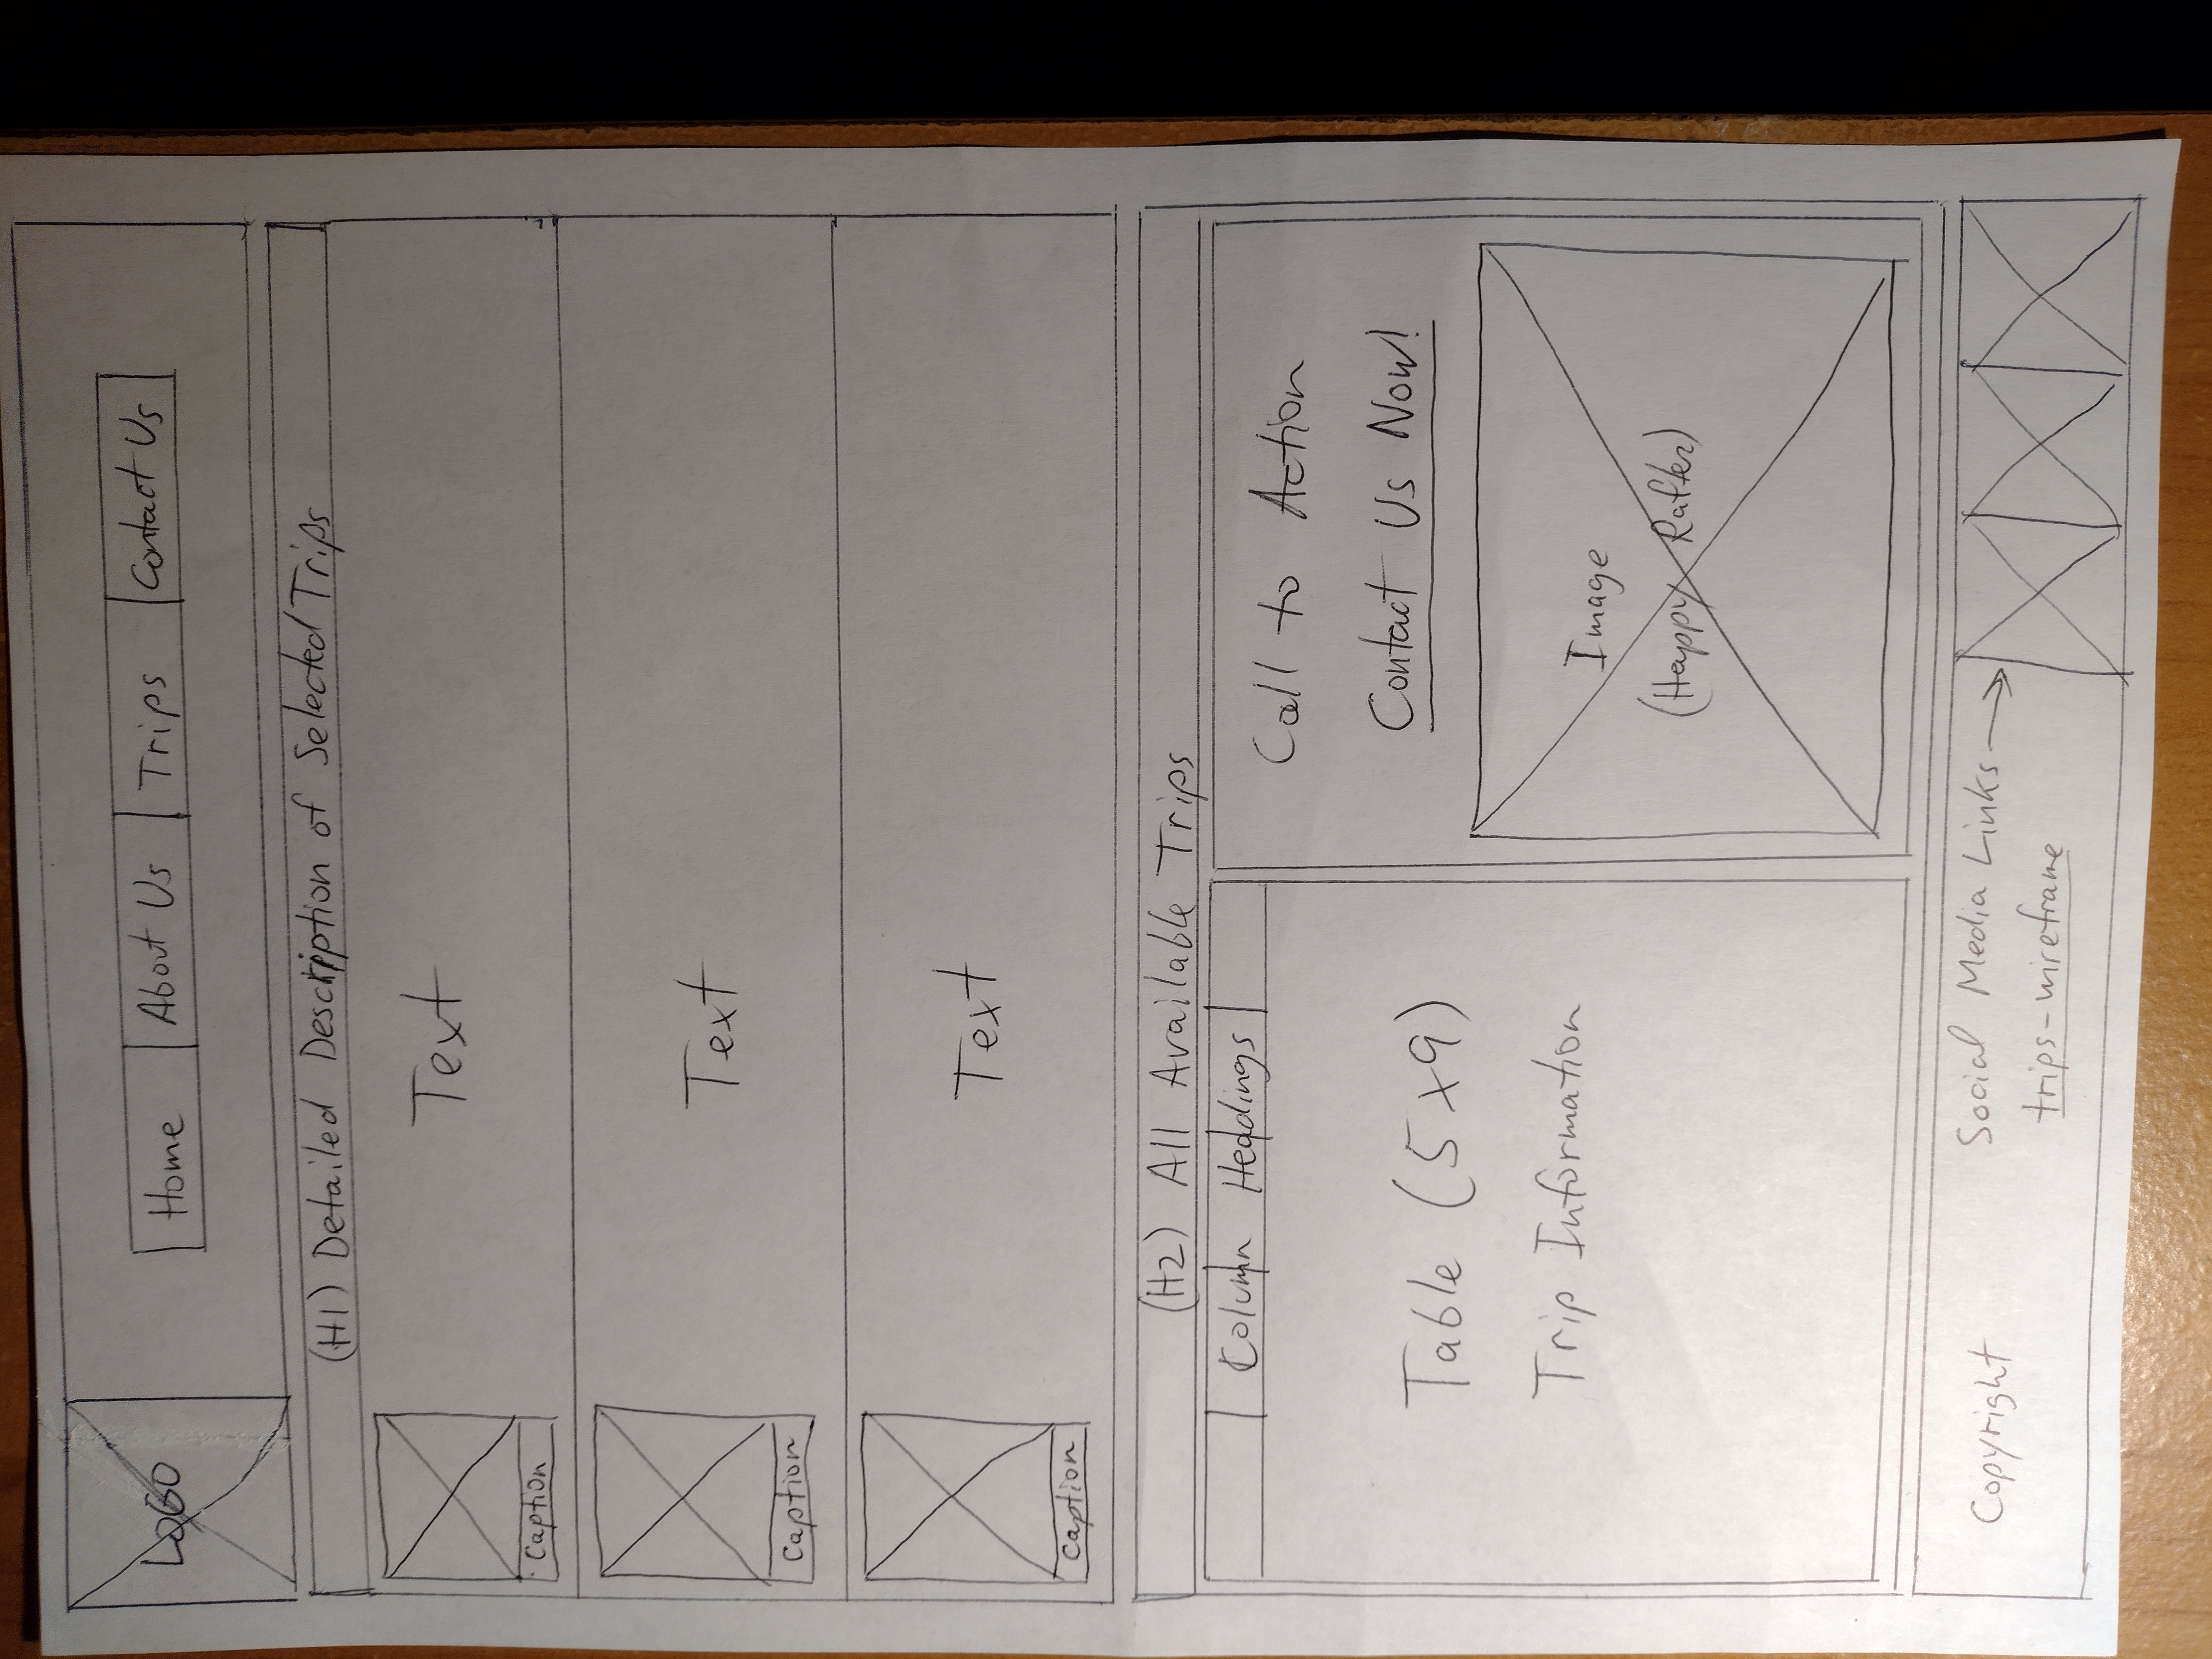 LOGO
Home About Us Trips Contact Us
(H1) Detailed Description of Selected Trips
Text
Caption
Text
Caption
Text
Caption
(H2) All Available Trips
Column Headings
Table (5x9)
Trip Information
Call to Action
Contact Us Now!
Image
(Happy Rafter)
Copyright
Social Media Links
trips-wireframe